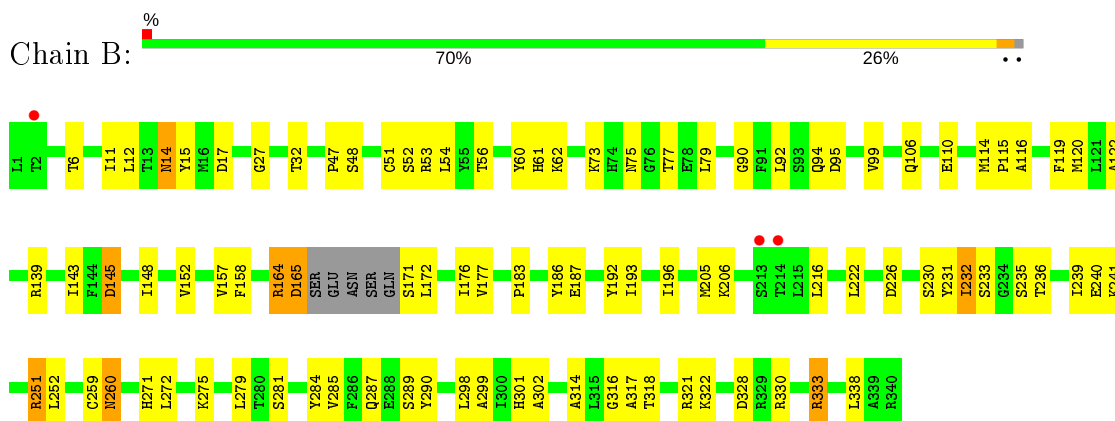 %
Chain B:
70% 26% • •
L1 T2 T6 I11 L12 T13 N14 Y15 M16 D17 G27 T32 P47 S48 C51 S52 R53 L54 Y55 T56 Y60 H61 K62 K73 H74 N75 G76 T77 E78 L79 G90 F91 L92 S93 Q94 D95 V99 Q106 E110 M114 P115 A116 F119 M120 L121 A122
R139 I143 F144 D145 I148 V152 V157 F158 R164 D165 SER GLU ASN SER GLN S171 L172 I176 V177 P183 Y186 E187 Y192 I193 I196 M205 K206 S213 T214 L215 L216 L222 D226 S230 Y231 I232 S233 G234 S235 T236 I239 E240 K241
R251 L252 C259 N260 H271 L272 K275 L279 T280 S281 Y284 V285 F286 Q287 E288 S289 Y290 L298 A299 I300 H301 A302 A314 L315 G316 A317 T318 R321 K322 D328 R329 R330 R333 L338 A339 R340